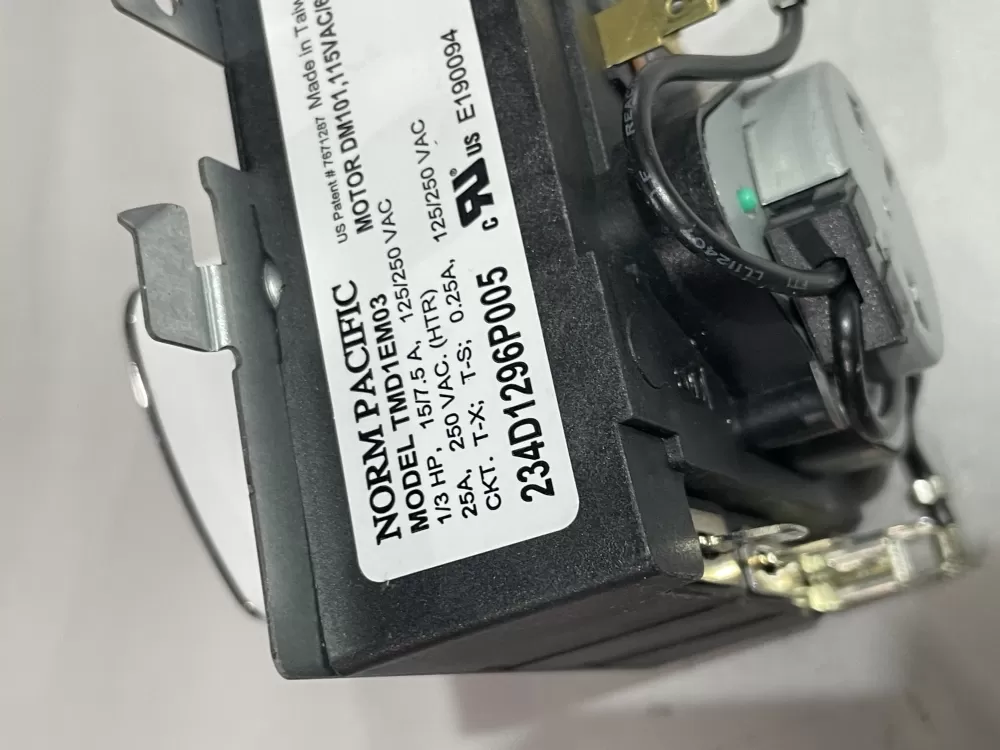 NORM PACIFIC US Patent # 7671287 Made In
MODEL TMD1EM03 MOTOR DM101,115VAC/6
1/3 HP, 15/7.5 A, 125/250 VAC
25A, 250 VAC. (HTR)
CKT. T-X; T-S; 0.25A, 125/250 VAC
234D1296P005 c US E190094
LL112409